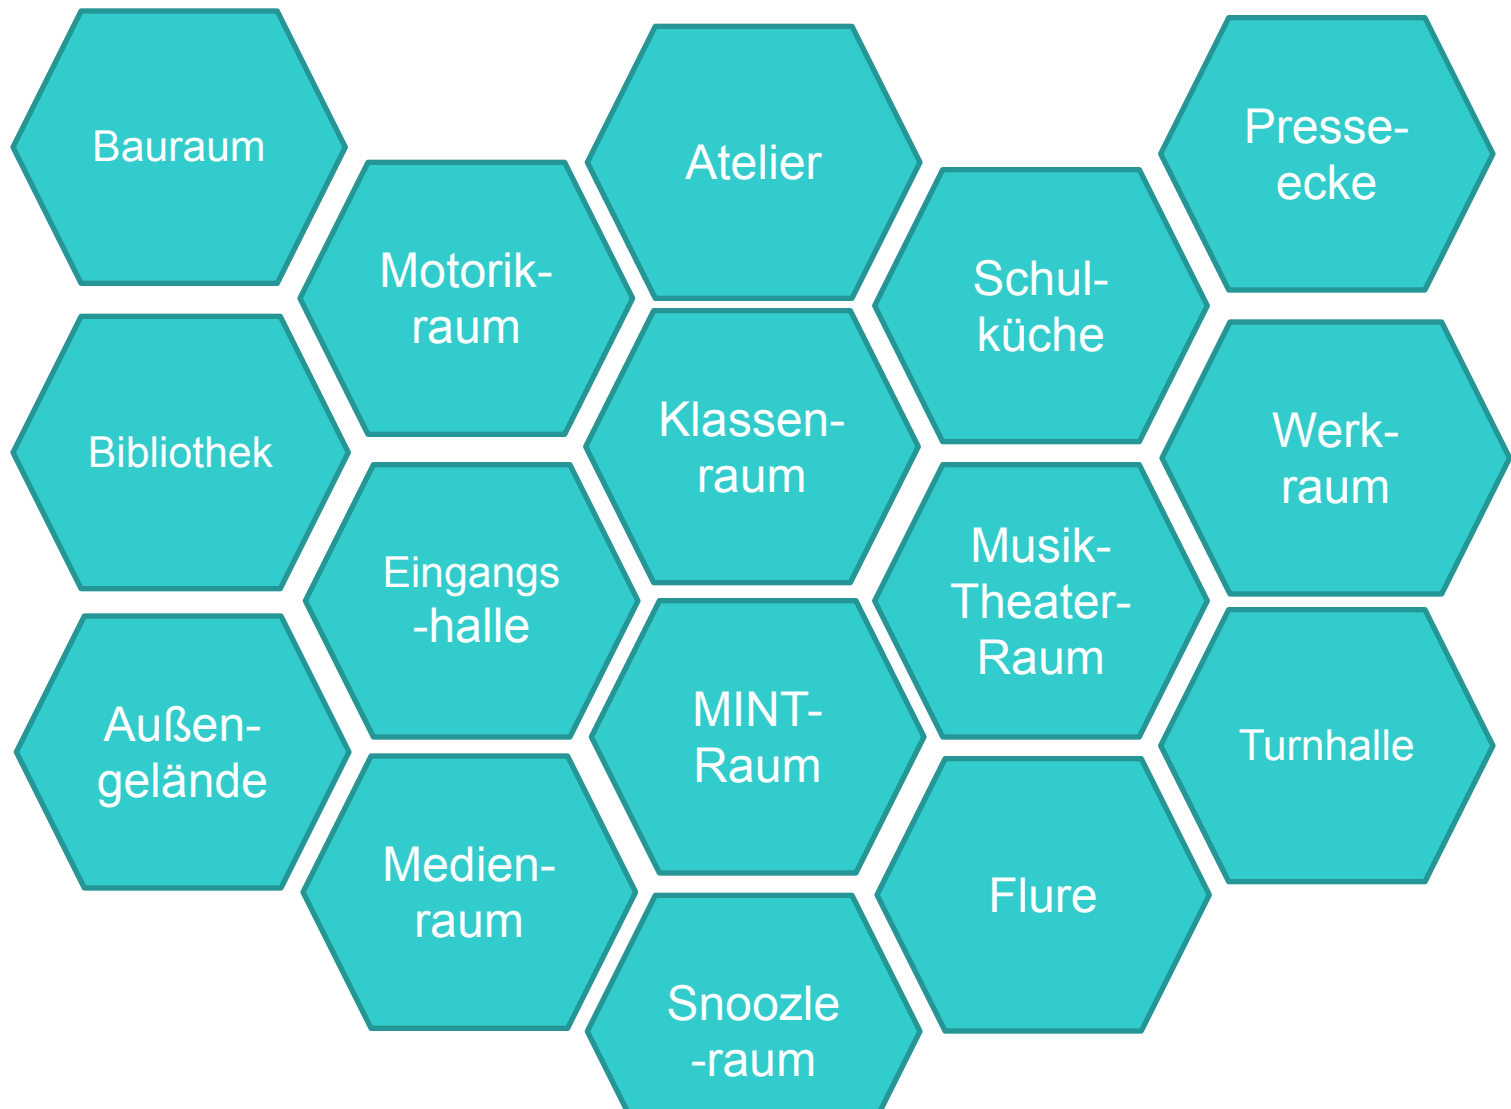 Bauraum
Atelier
Presse-
ecke
Motorik-
raum
Schul-
küche
Bibliothek
Klassen-
raum
Werk-
raum
Eingangs
-halle
Musik-
Theater-
Raum
Außen-
gelände
MINT-
Raum
Turnhalle
Medien-
raum
Flure
Snoozle
-raum